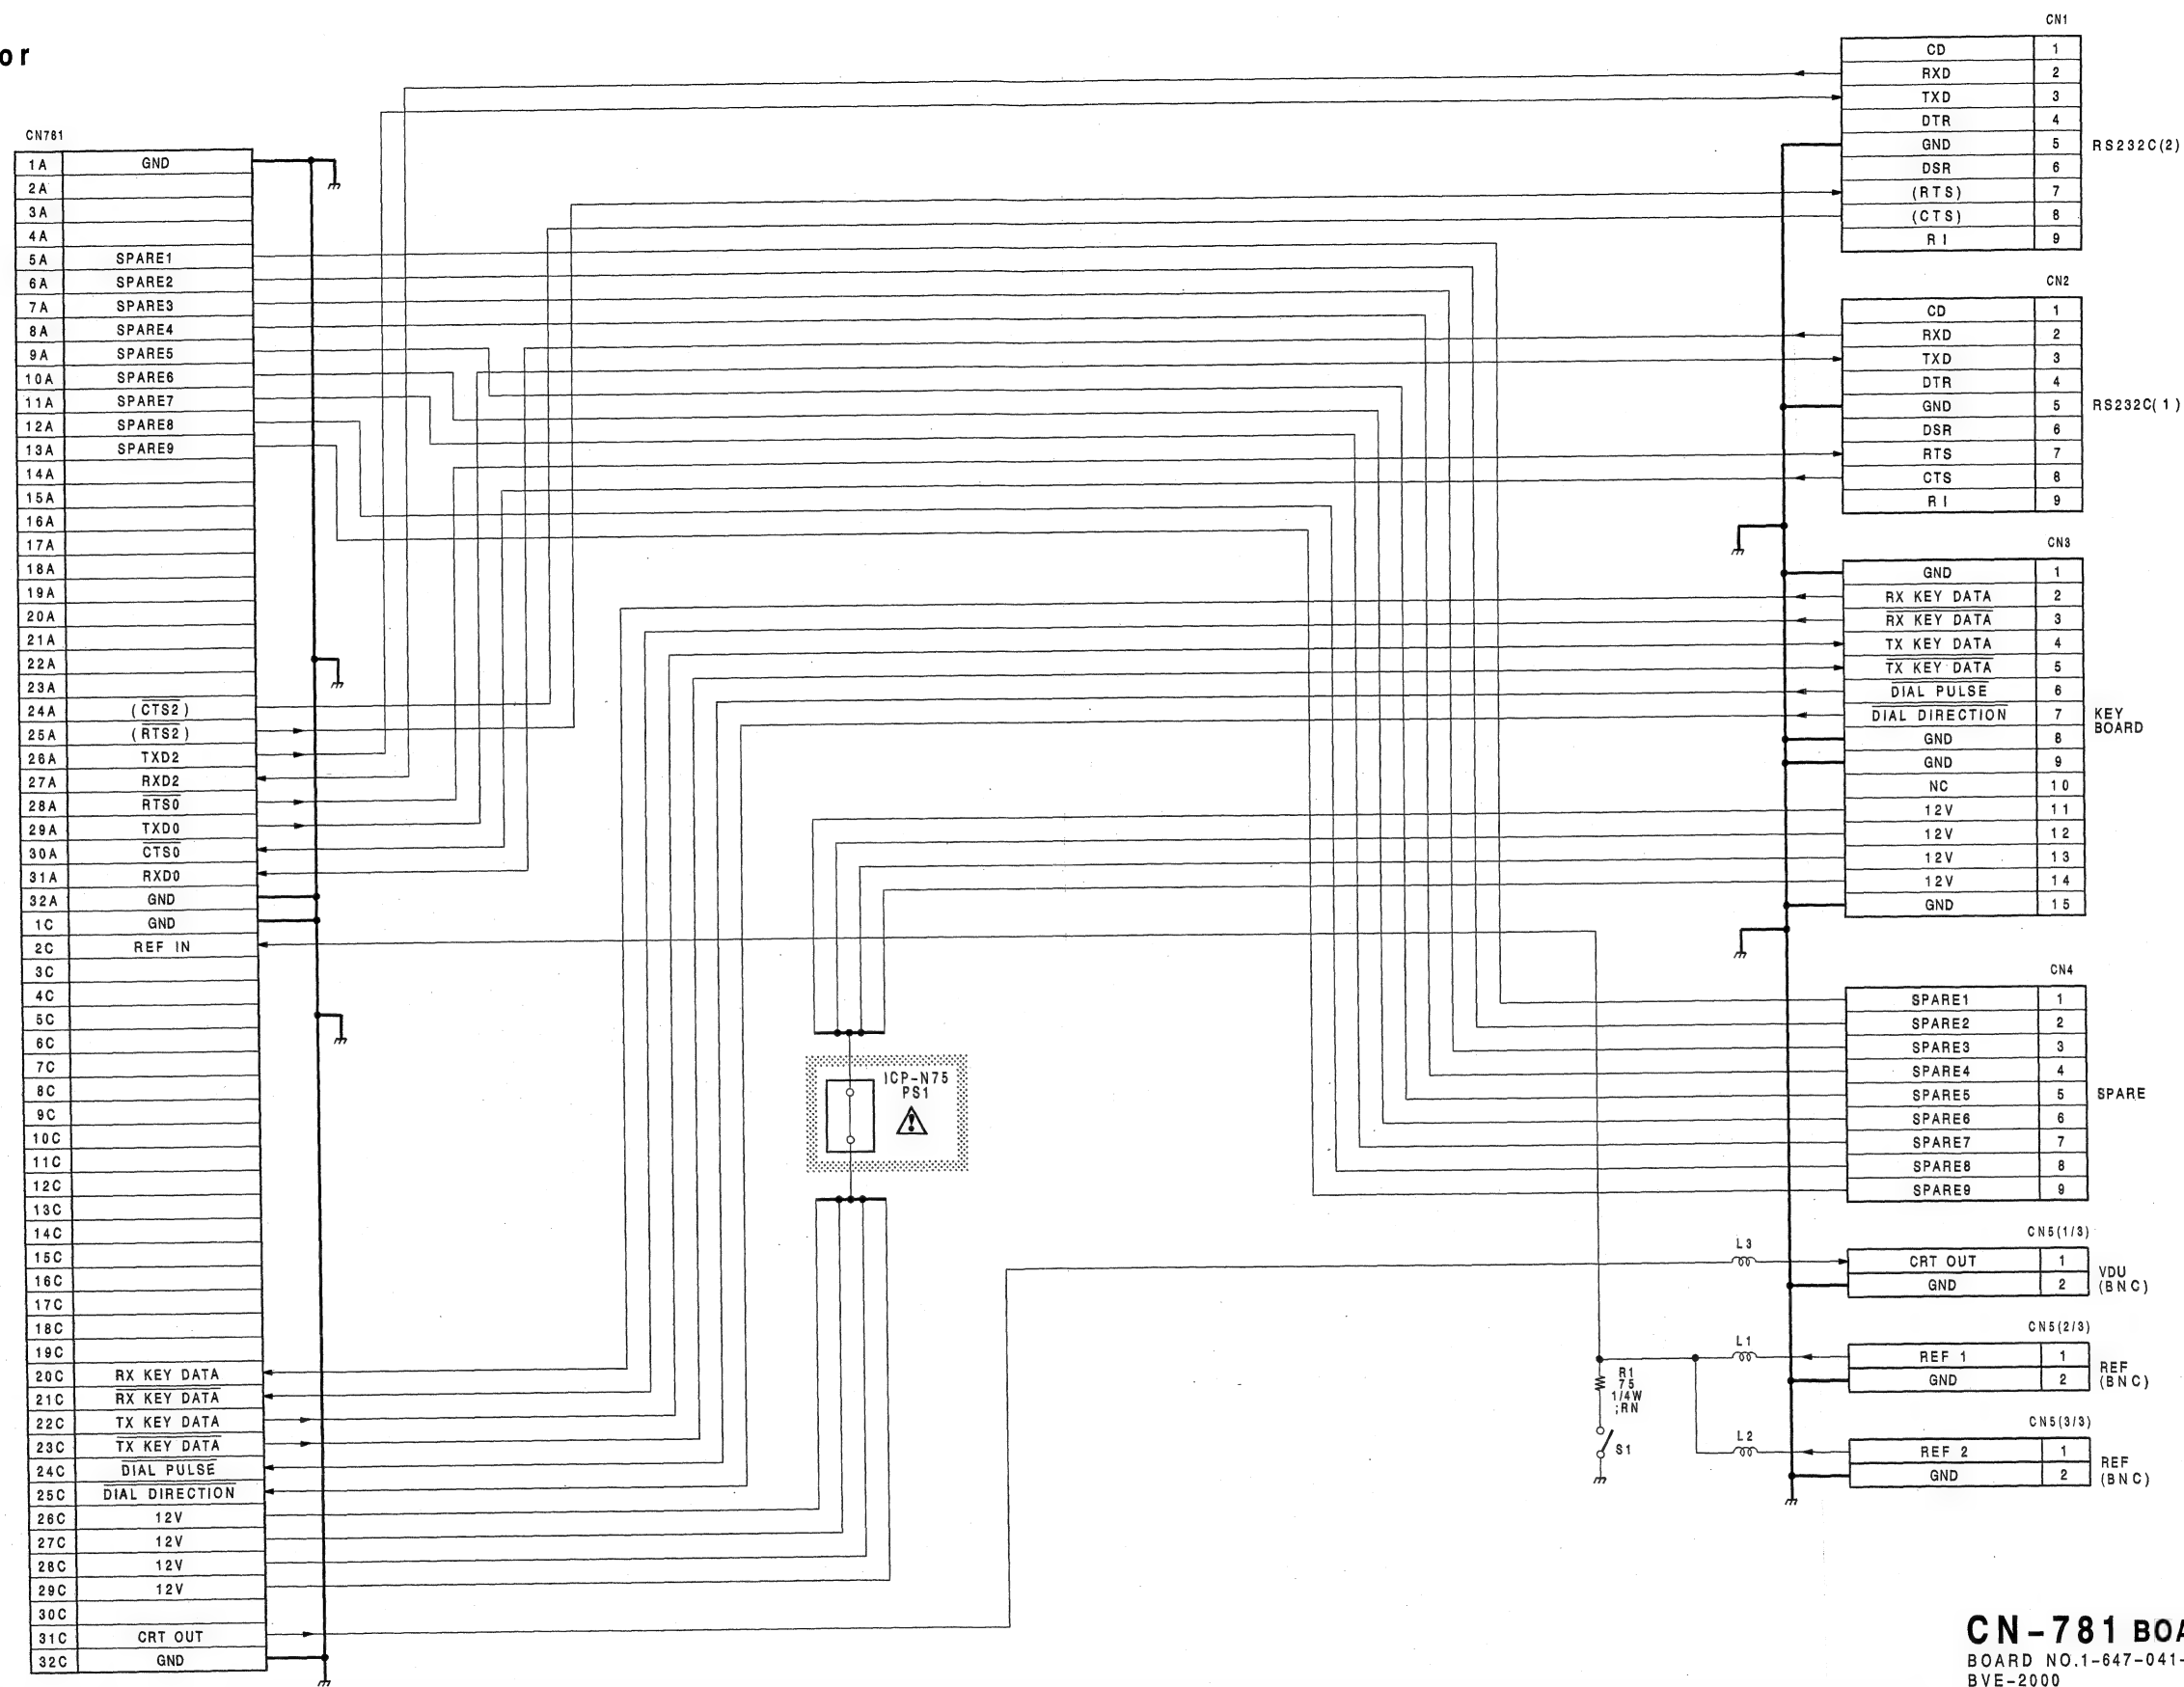 or
CN781
1A GND
2A
3A
4A
5A SPARE1
6A SPARE2
7A SPARE3
8A SPARE4
9A SPARE5
10A SPARE6
11A SPARE7
12A SPARE8
13A SPARE9
14A
15A
16A
17A
18A
19A
20A
21A
22A
23A
24A (CTS2)
25A (RTS2)
26A TXD2
27A RXD2
28A RTS0
29A TXD0
30A CTS0
31A RXD0
32A GND
1C GND
2C REF IN
3C
4C
5C
6C
7C
8C
9C
10C
11C
12C
13C
14C
15C
16C
17C
18C
19C
20C RX KEY DATA
21C RX KEY DATA
22C TX KEY DATA
23C TX KEY DATA
24C DIAL PULSE
25C DIAL DIRECTION
26C 12V
27C 12V
28C 12V
29C 12V
30C
31C CRT OUT
32C GND
ICP-N75
PS1
CN1
CD 1
RXD 2
TXD 3
DTR 4
GND 5
DSR 6
(RTS) 7
(CTS) 8
RI 9
RS232C(2)
CN2
CD 1
RXD 2
TXD 3
DTR 4
GND 5
DSR 6
RTS 7
CTS 8
RI 9
RS232C(1)
CN3
GND 1
RX KEY DATA 2
RX KEY DATA 3
TX KEY DATA 4
TX KEY DATA 5
DIAL PULSE 6
DIAL DIRECTION 7
GND 8
GND 9
NC 10
12V 11
12V 12
12V 13
12V 14
GND 15
KEY
BOARD
CN4
SPARE1 1
SPARE2 2
SPARE3 3
SPARE4 4
SPARE5 5
SPARE6 6
SPARE7 7
SPARE8 8
SPARE9 9
SPARE
CN5(1/3)
L3
CRT OUT 1
GND 2
VDU
(BNC)
CN5(2/3)
L1
REF 1 1
GND 2
REF
(BNC)
R1
75
1/4W
;RN
S1
CN5(3/3)
L2
REF 2 1
GND 2
REF
(BNC)
CN-781 BOA
BOARD NO.1-647-041-
BVE-2000